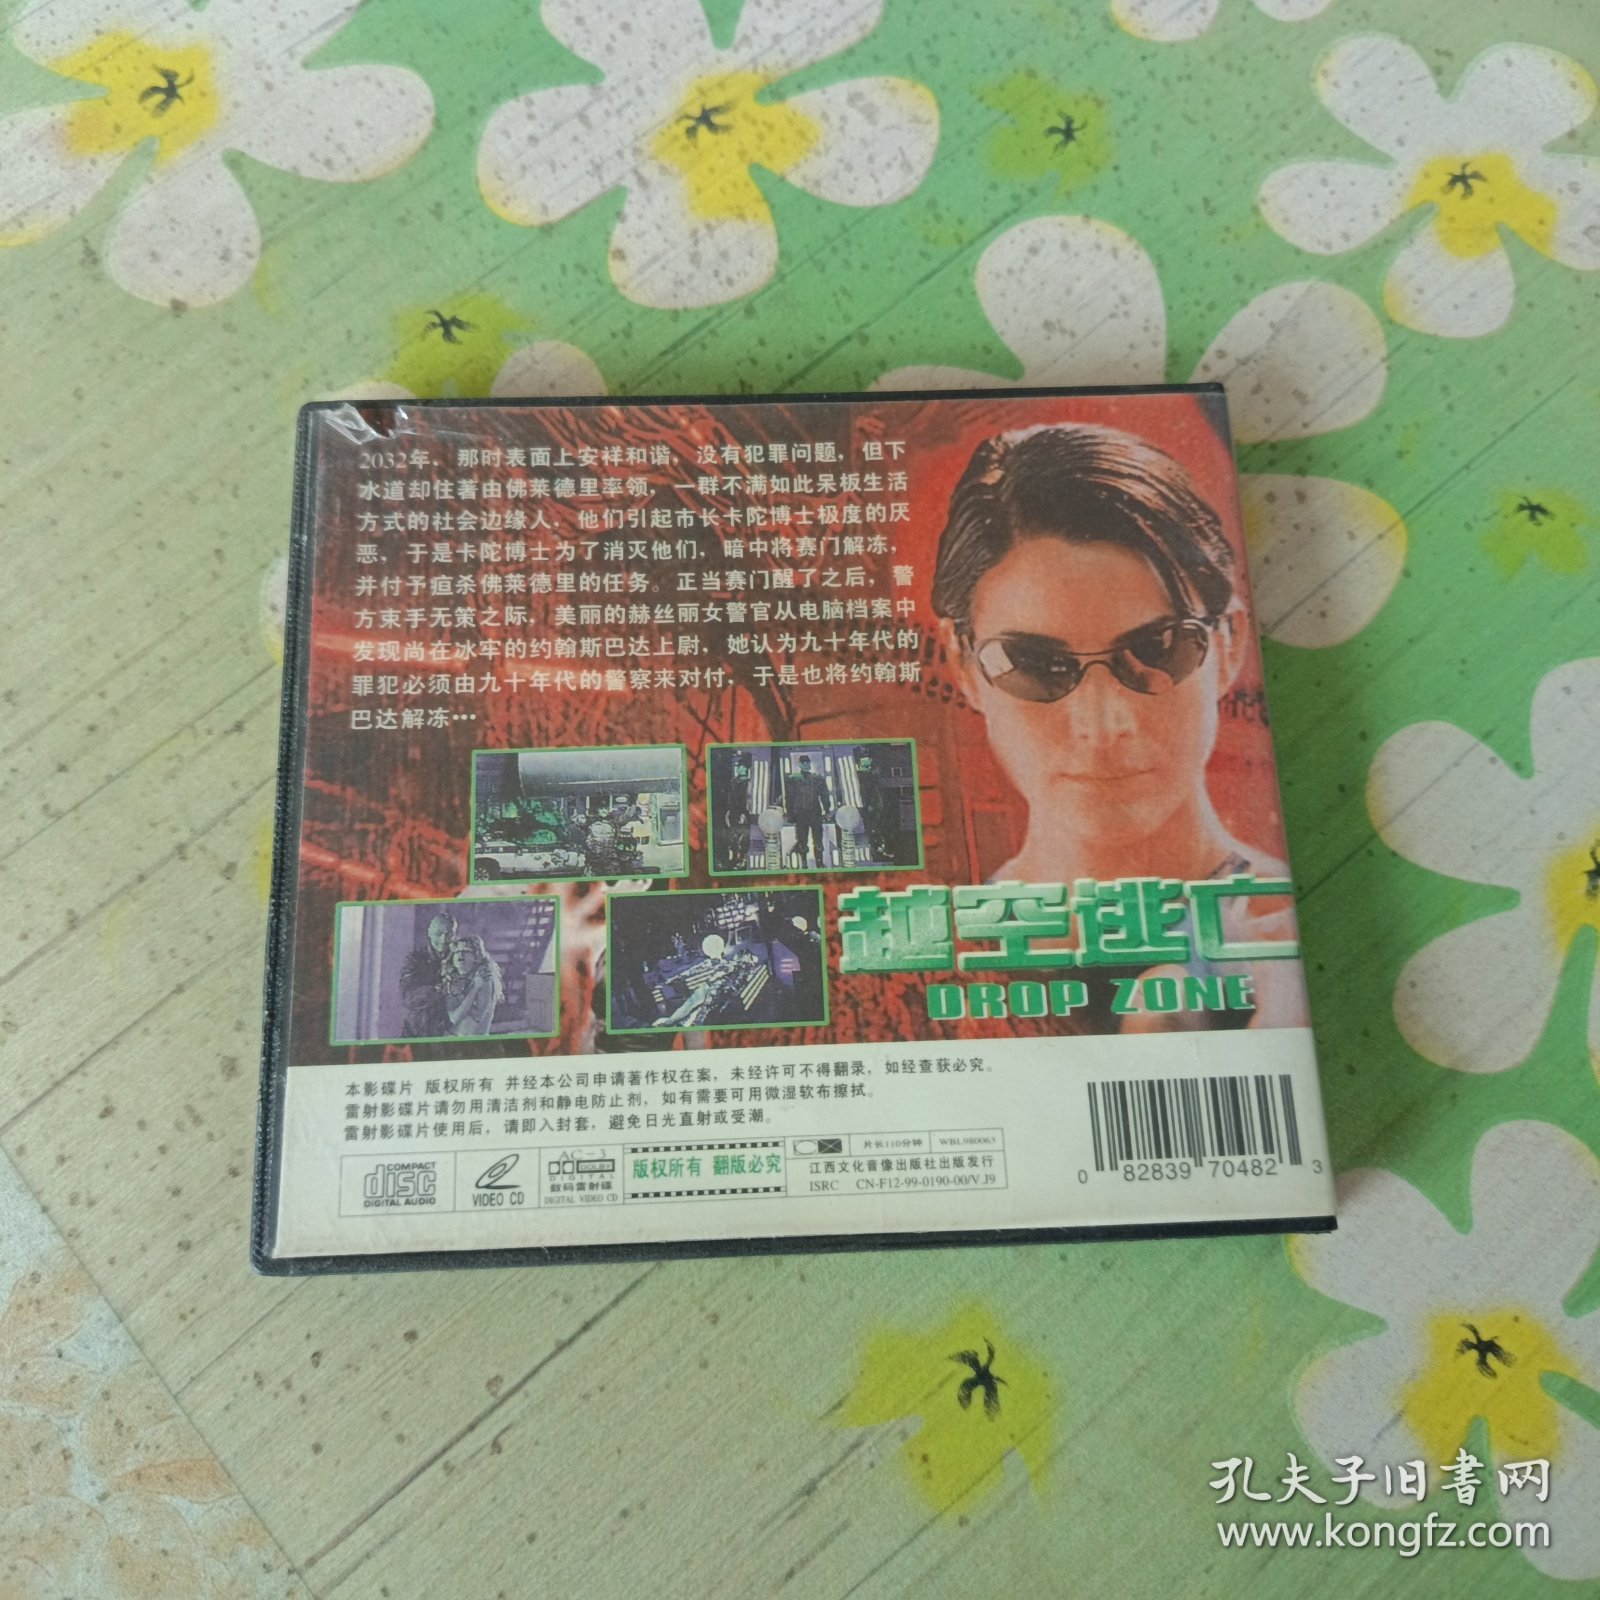 2032年，那时表面上安祥和谐，没有犯罪问题，但下
水道却住著由佛莱德里率领，一群不满如此呆板生活
方式的社会边缘人，他们引起市长卡陀博士极度的厌
恶，于是卡陀博士为了消灭他们，暗中将赛门解冻，
并付予疸杀佛莱德里的任务。正当赛门醒了之后，警
方束手无策之际，美丽的赫丝丽女警官从电脑档案中
发现尚在冰牢的约翰斯巴达上尉，她认为九十年代的
罪犯必须由九十年代的警察来对付，于是也将约翰斯
巴达解冻…
越空逃亡
DROP ZONE
本影碟片 版权所有 并经本公司申请著作权在案，未经许可不得翻录，如经查获必究。
雷射影碟片请勿用清洁剂和静电防止剂，如有需要可用微湿软布擦拭。
雷射影碟片使用后，请即入封套，避免日光直射或受潮。
COMPACT
disc
DIGITAL AUDIO
VIDEO CD
AC-3
DOLBY
DIGITAL
数码雷射碟
DIGITAL VIDEO CD
版权所有 翻版必究
片长110分钟 WBL980063
江西文化音像出版社出版发行
ISRC CN-F12-99-0190-00/V.J9
0 82839 70482 3
孔夫子旧书网
www.kongfz.com